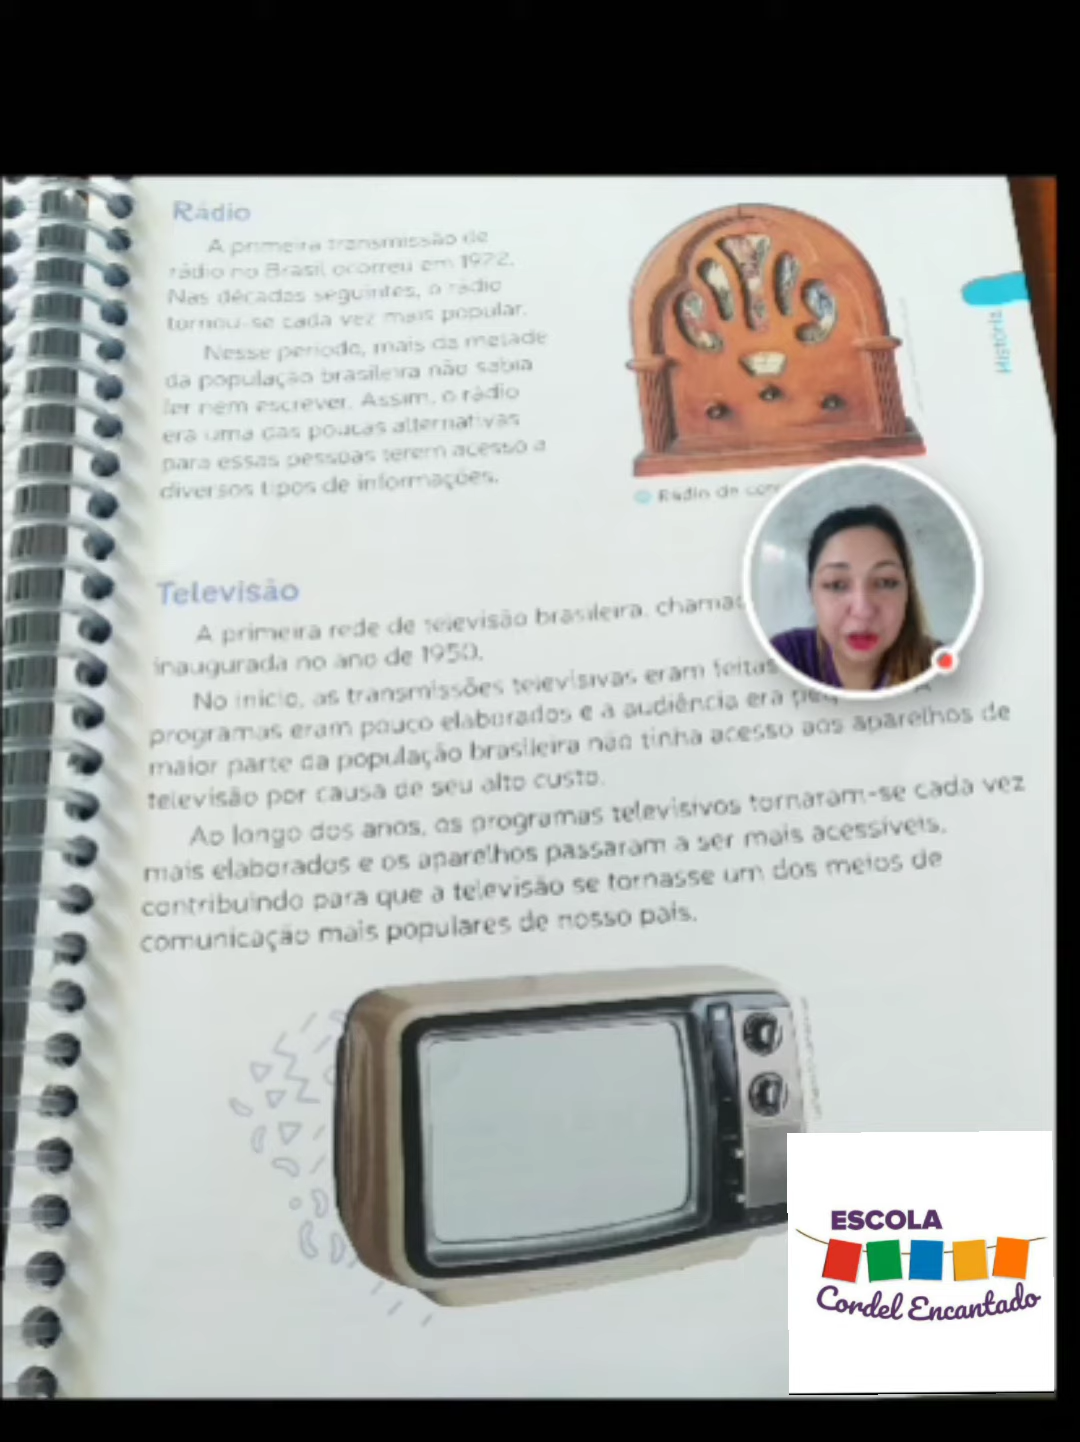 Rádio
A primeira transmissão de
rádio no Brasil ocorreu em 1922.
Nas décadas seguintes, o rádio
tornou-se cada vez mais popular.
Nesse período, mais da metade
da população brasileira não sabia
ler nem escrever. Assim, o rádio
era uma das poucas alternativas
para essas pessoas terem acesso a
diversos tipos de informações.
História
Rádio de
Televisão
A primeira rede de televisão brasileira,
inaugurada no ano de 1950.
No início, as transmissões televisivas eram feitas
programas eram pouco elaborados e a audiência era
maior parte da população brasileira não tinha acesso aos aparelhos de
televisão por causa de seu alto custo.
Ao longo dos anos, os programas televisivos tornaram-se cada vez
mais elaborados e os aparelhos passaram a ser mais acessíveis,
contribuindo para que a televisão se tornasse um dos meios de
comunicação mais populares de nosso país.
ESCOLA
Cordel Encantado